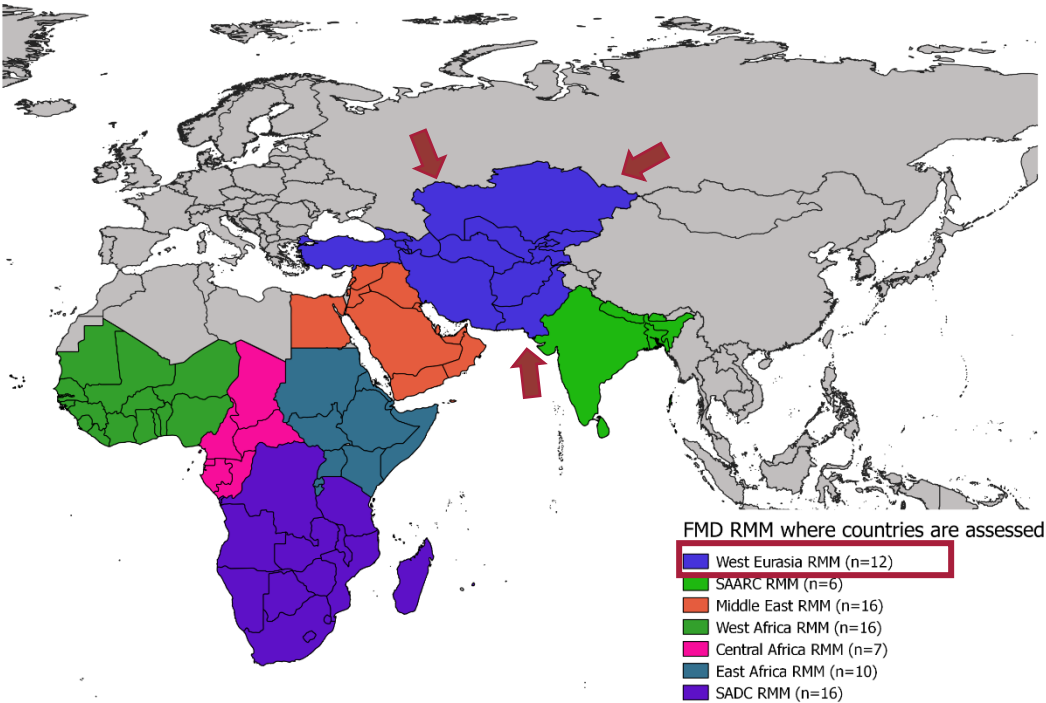 FMD RMM where countries are assessed
West Eurasia RMM (n=12)
SAARC RMM (n=6)
Middle East RMM (n=16)
West Africa RMM (n=16)
Central Africa RMM (n=7)
East Africa RMM (n=10)
SADC RMM (n=16)